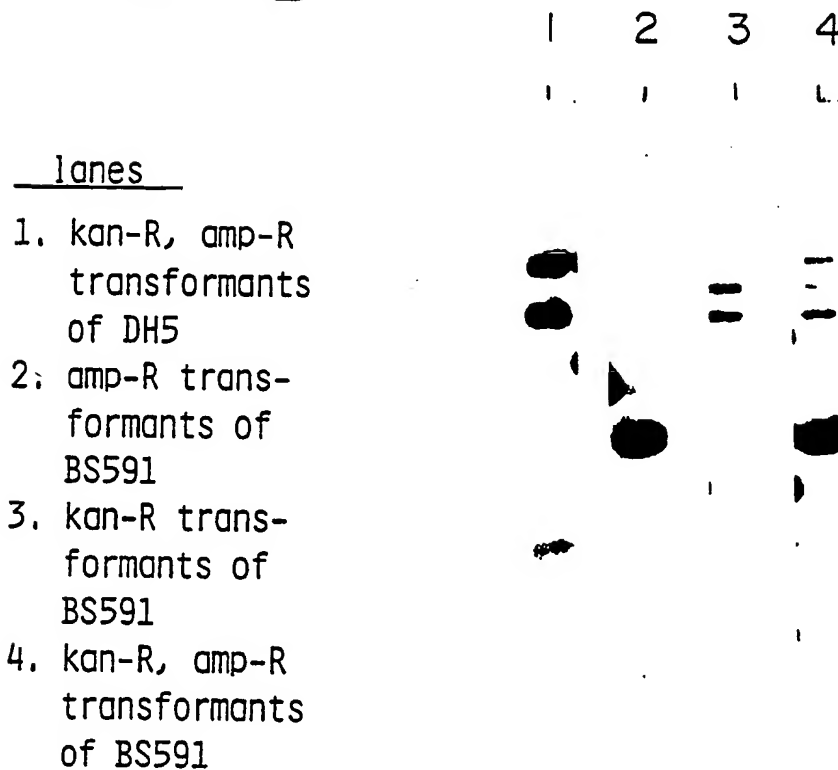 1 2 3 4
lanes
1. kan-R, amp-R
transformants
of DH5
2. amp-R trans-
formants of
BS591
3. kan-R trans-
formants of
BS591
4. kan-R, amp-R
transformants
of BS591